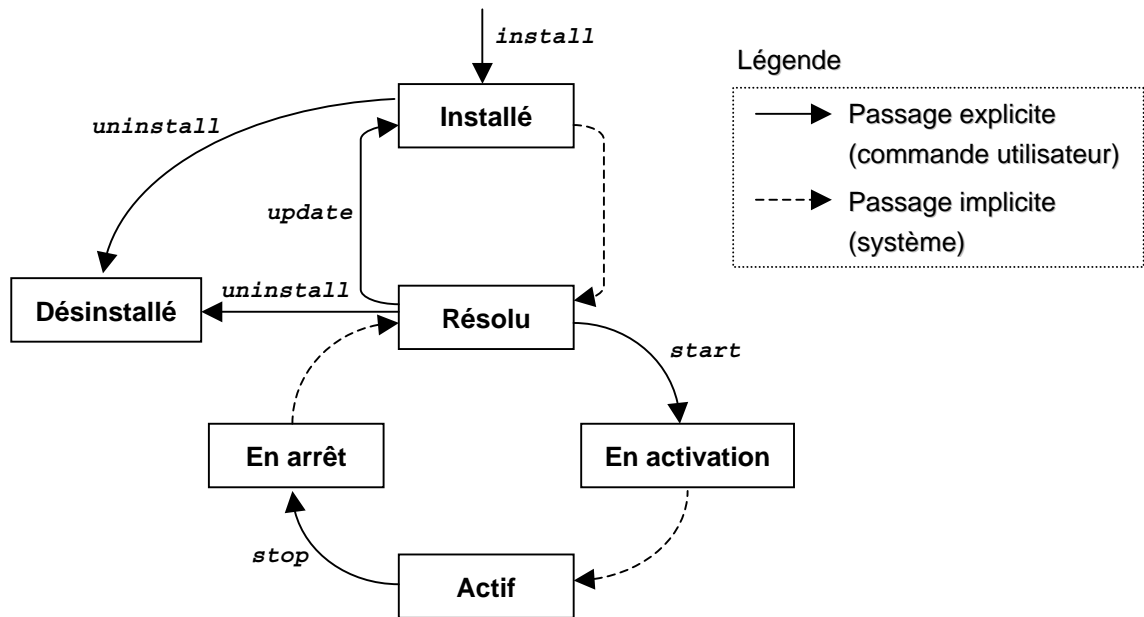 install
Légende
Installé
Passage explicite
(commande utilisateur)
uninstall
update
Passage implicite
(système)
Désinstallé
uninstall
Résolu
start
En arrêt
En activation
stop
Actif